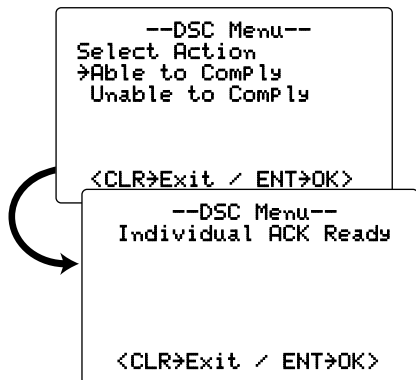 --DSC Menu--
Select Action
→Able to ComPly
Unable to ComPly
<CLR→Exit / ENT→OK>
--DSC Menu--
Individual ACK Ready
<CLR→Exit / ENT→OK>